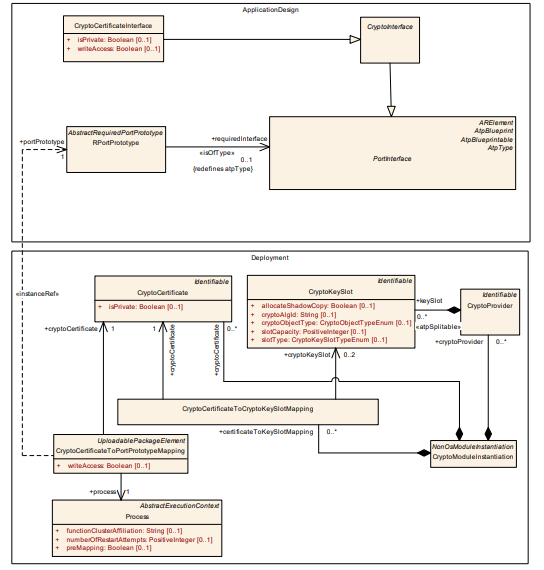 ApplicationDesign
CryptoCertificateInterface
+ isPrivate: Boolean [0..1]
+ writeAccess: Boolean [0..1]
CryptoInterface
AbstractRequiredPortPrototype
RPortPrototype
+portPrototype
1
+requiredInterface
«isOfType»
0..1
{redefines atpType}
ARElement
AtpBlueprint
AtpBlueprintable
AtpType
PortInterface
Deployment
«instanceRef»
Identifiable
CryptoCertificate
+ isPrivate: Boolean [0..1]
Identifiable
CryptoKeySlot
+ allocateShadowCopy: Boolean [0..1]
+ cryptoAlgId: String [0..1]
+ cryptoObjectType: CryptoObjectTypeEnum [0..1]
+ slotCapacity: PositiveInteger [0..1]
+ slotType: CryptoKeySlotTypeEnum [0..1]
+keySlot
0..*
«atpSplitable»
Identifiable
CryptoProvider
+cryptoProvider
0..*
+cryptoCertificate
1
1
+cryptoCertificate
0..*
+cryptoCertificate
+cryptoKeySlot
0..2
CryptoCertificateToCryptoKeySlotMapping
+certificateToKeySlotMapping
0..*
NonOsModuleInstantiation
CryptoModuleInstantiation
UploadablePackageElement
CryptoCertificateToPortPrototypeMapping
+ writeAccess: Boolean [0..1]
+process
1
AbstractExecutionContext
Process
+ functionClusterAffiliation: String [0..1]
+ numberOfRestartAttempts: PositiveInteger [0..1]
+ preMapping: Boolean [0..1]